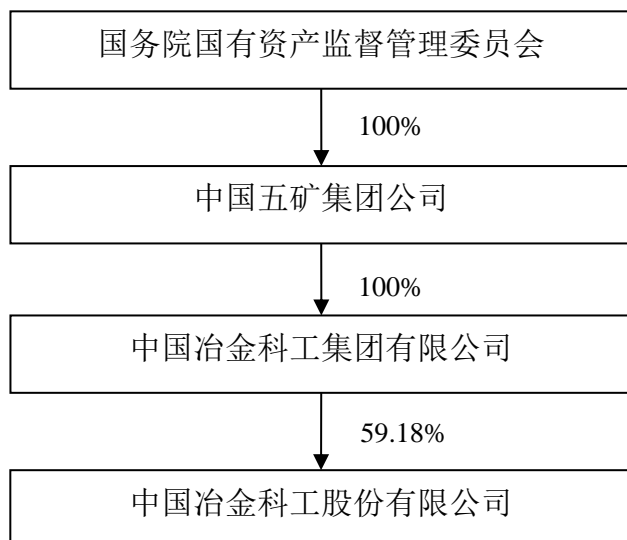 国务院国有资产监督管理委员会
100%
中国五矿集团公司
100%
中国冶金科工集团有限公司
59.18%
中国冶金科工股份有限公司